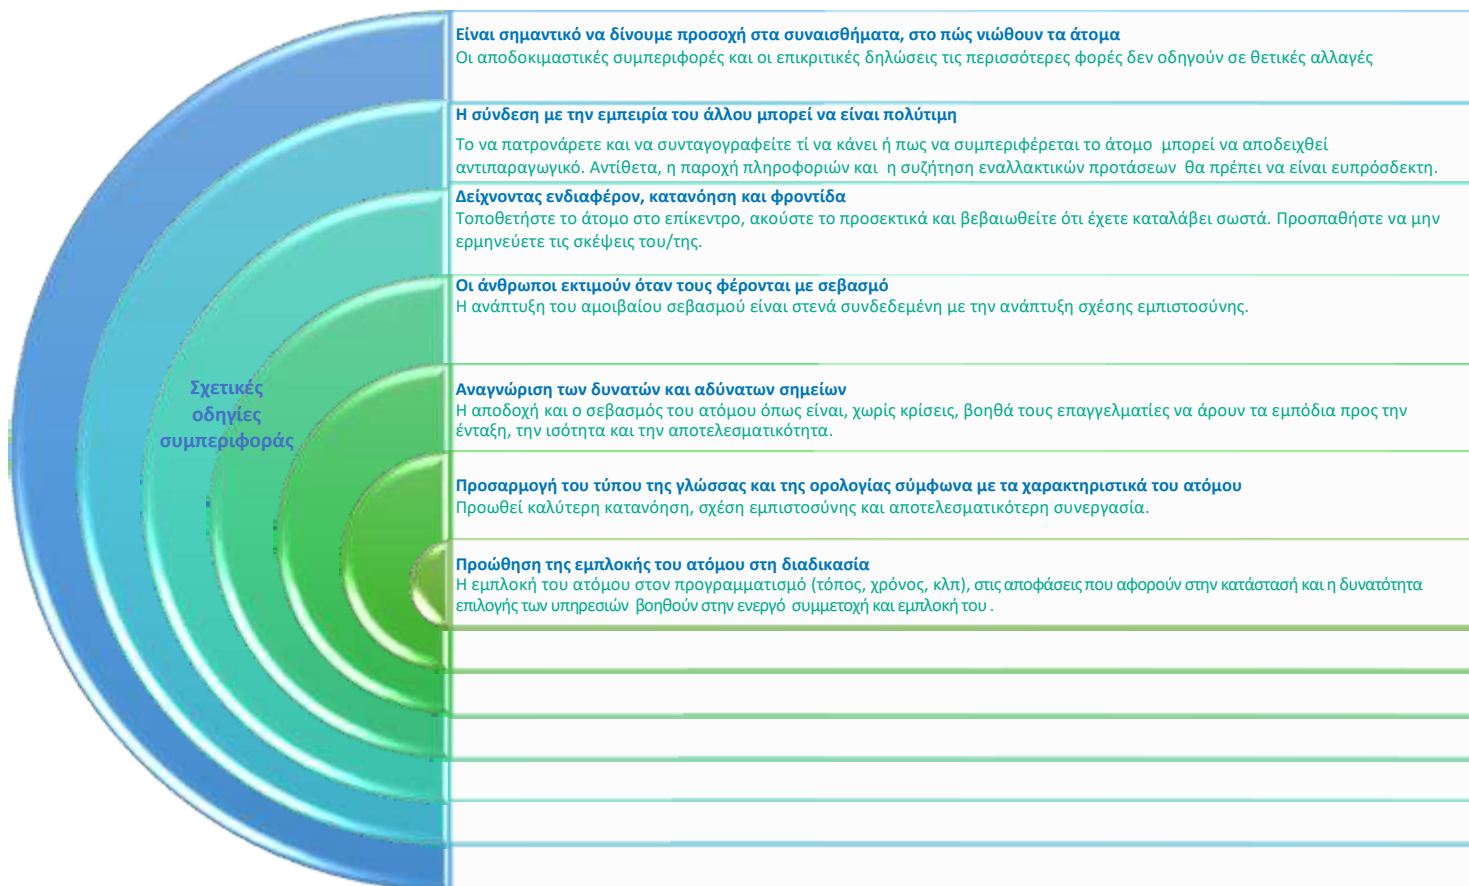 Είναι σημαντικό να δίνουμε προσοχή στα συναισθήματα, στο πώς νιώθουν τα άτομα
Οι αποδοκιμαστικές συμπεριφορές και οι επικριτικές δηλώσεις τις περισσότερες φορές δεν οδηγούν σε θετικές αλλαγές
Η σύνδεση με την εμπειρία του άλλου μπορεί να είναι πολύτιμη
Το να πατρονάρετε και να συνταγογραφείτε τί να κάνει ή πως να συμπεριφέρεται το άτομο μπορεί να αποδειχθεί
αντιπαραγωγικό. Αντίθετα, η παροχή πληροφοριών και η συζήτηση εναλλακτικών προτάσεων θα πρέπει να είναι ευπρόσδεκτη.
Δείχνοντας ενδιαφέρον, κατανόηση και φροντίδα
Τοποθετήστε το άτομο στο επίκεντρο, ακούστε το προσεκτικά και βεβαιωθείτε ότι έχετε καταλάβει σωστά. Προσπαθήστε να μην
ερμηνεύετε τις σκέψεις του/της.
Οι άνθρωποι εκτιμούν όταν τους φέρονται με σεβασμό
Η ανάπτυξη του αμοιβαίου σεβασμού είναι στενά συνδεδεμένη με την ανάπτυξη σχέσης εμπιστοσύνης.
Σχετικές
οδηγίες
συμπεριφοράς
Αναγνώριση των δυνατών και αδύνατων σημείων
Η αποδοχή και ο σεβασμός του ατόμου όπως είναι, χωρίς κρίσεις, βοηθά τους επαγγελματίες να άρουν τα εμπόδια προς την
ένταξη, την ισότητα και την αποτελεσματικότητα.
Προσαρμογή του τύπου της γλώσσας και της ορολογίας σύμφωνα με τα χαρακτηριστικά του ατόμου
Προωθεί καλύτερη κατανόηση, σχέση εμπιστοσύνης και αποτελεσματικότερη συνεργασία.
Προώθηση της εμπλοκής του ατόμου στη διαδικασία
Η εμπλοκή του ατόμου στον προγραμματισμό (τόπος, χρόνος, κλπ), στις αποφάσεις που αφορούν στην κατάστασή και η δυνατότητα
επιλογής των υπηρεσιών βοηθούν στην ενεργό συμμετοχή και εμπλοκή του .